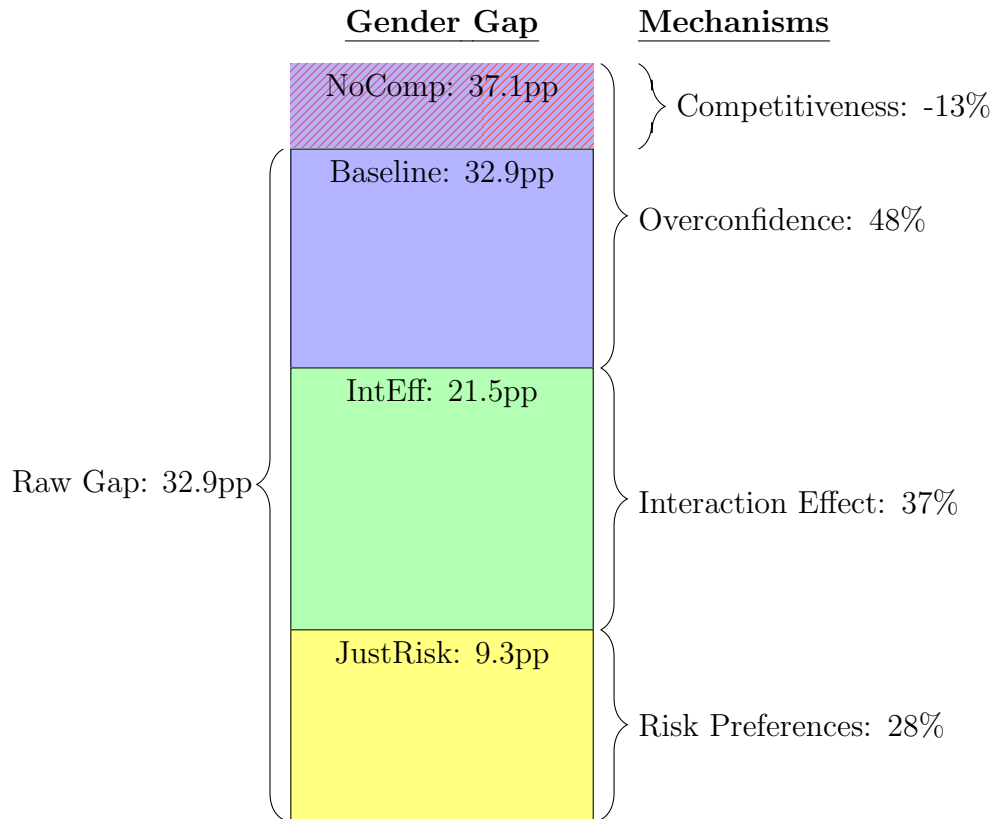 Gender Gap
Mechanisms
NoComp: 37.1pp
Competitiveness: -13%
Baseline: 32.9pp
Overconfidence: 48%
IntEff: 21.5pp
Raw Gap: 32.9pp
Interaction Effect: 37%
JustRisk: 9.3pp
Risk Preferences: 28%